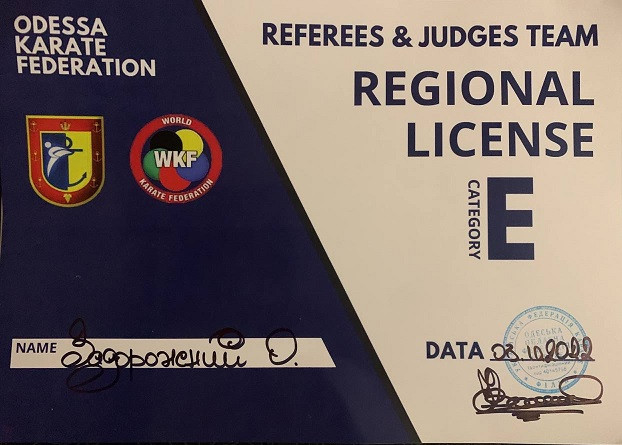 ODESSA
KARATE
FEDERATION
REFEREES & JUDGES TEAM
REGIONAL
LICENSE
CATEGORY
E
WORLD
WKF
KARATE FEDERATION
NAME Задорожний О.
DATA 08.10.2022